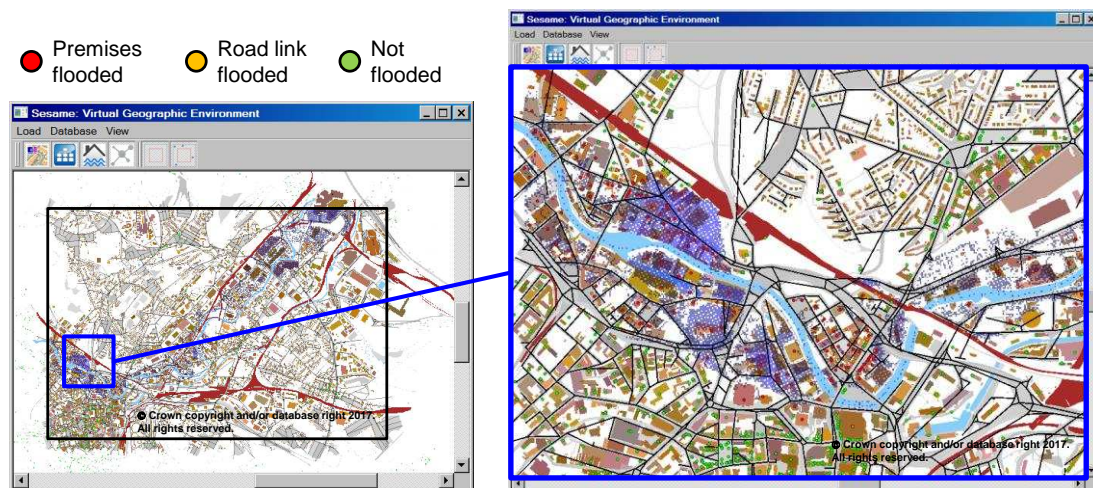 Premises
flooded
Road link
flooded
Not
flooded
Sesame: Virtual Geographic Environment
Load Database View
© Crown copyright and/or database right 2017.
All rights reserved.
Sesame: Virtual Geographic Environment
Load Database View
© Crown copyright and/or database right 2017.
All rights reserved.